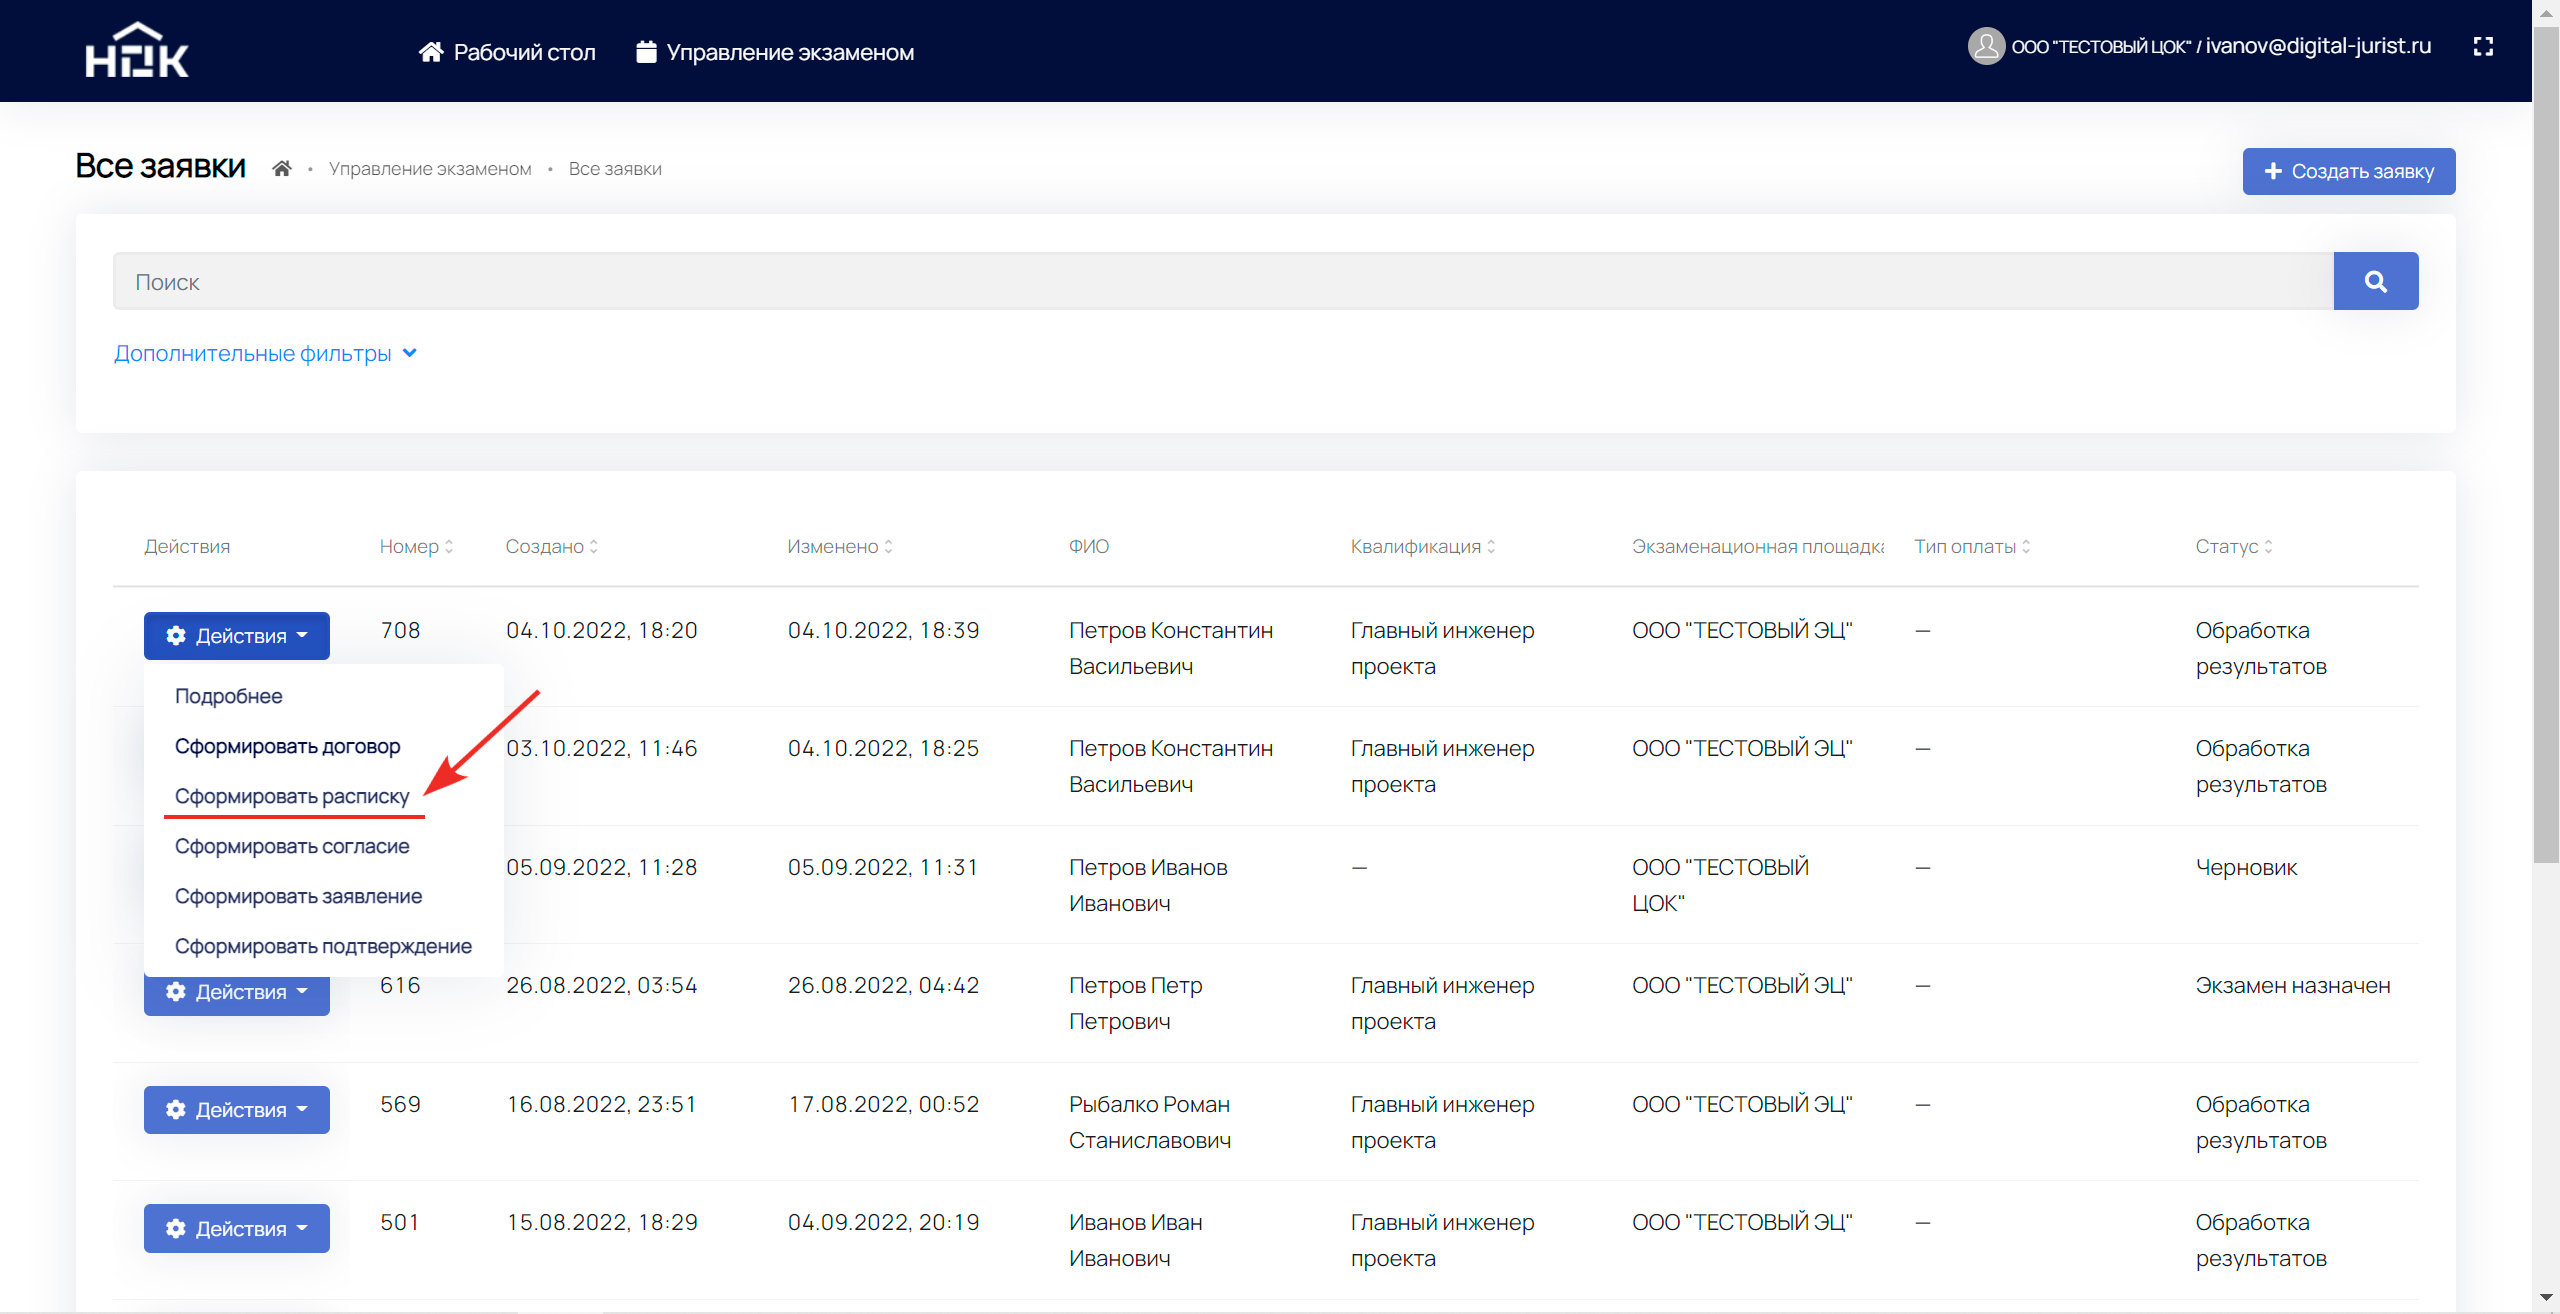 НОК
Рабочий стол
Управление экзаменом
ООО "ТЕСТОВЫЙ ЦОК" / ivanov@digital-jurist.ru
Все заявки
• Управление экзаменом • Все заявки
Создать заявку
Поиск
Дополнительные фильтры
Действия Номер Создано Изменено ФИО Квалификация Экзаменационная площадка Тип оплаты Статус
Действия 708 04.10.2022, 18:20 04.10.2022, 18:39 Петров Константин Главный инженер ООО "ТЕСТОВЫЙ ЭЦ" — Обработка
Васильевич проекта результатов
Подробнее
Сформировать договор
Сформировать расписку
Сформировать согласие
Сформировать заявление
Сформировать подтверждение
03.10.2022, 11:46 04.10.2022, 18:25 Петров Константин Главный инженер ООО "ТЕСТОВЫЙ ЭЦ" — Обработка
Васильевич проекта результатов
05.09.2022, 11:28 05.09.2022, 11:31 Петров Иванов — ООО "ТЕСТОВЫЙ — Черновик
Иванович ЦОК"
Действия 616 26.08.2022, 03:54 26.08.2022, 04:42 Петров Петр Главный инженер ООО "ТЕСТОВЫЙ ЭЦ" — Экзамен назначен
Петрович проекта
Действия 569 16.08.2022, 23:51 17.08.2022, 00:52 Рыбалко Роман Главный инженер ООО "ТЕСТОВЫЙ ЭЦ" — Обработка
Станиславович проекта результатов
Действия 501 15.08.2022, 18:29 04.09.2022, 20:19 Иванов Иван Главный инженер ООО "ТЕСТОВЫЙ ЭЦ" — Обработка
Иванович проекта результатов